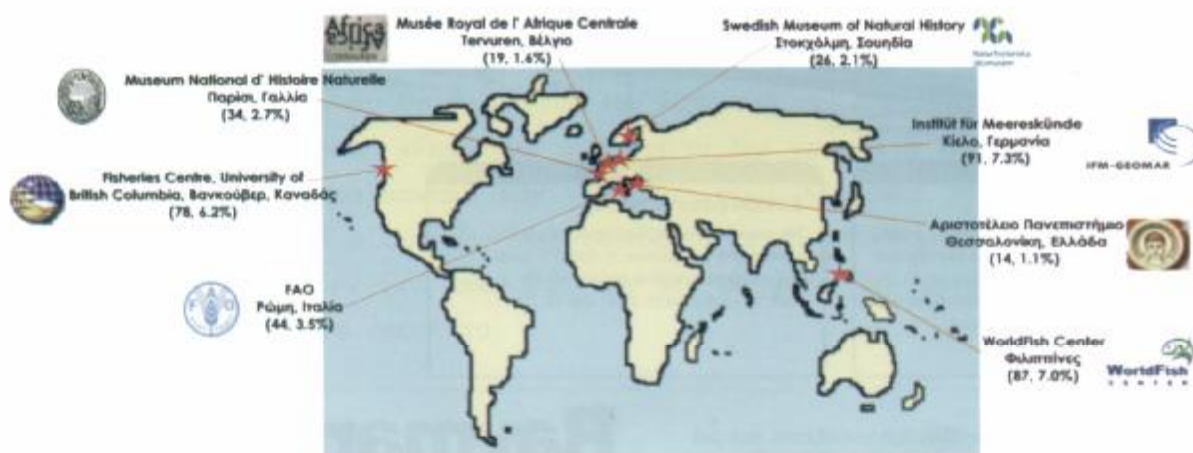 Musée Royal de l' Afrique Centrale
Tervuren, Βέλγιο
(19, 1.6%)
Swedish Museum of Natural History
Στοκχόλμη, Σουηδία
(26, 2.1%)
Museum National d' Histoire Naturelle
Παρίσι, Γαλλία
(34, 2.7%)
Institüt für Meereskünde
Κίελο, Γερμανία
(91, 7.3%)
IFM-GEOMAR
Fisheries Centre, University of
British Columbia, Βανκούβερ, Καναδάς
(78, 6.2%)
Αριστοτέλειο Πανεπιστήμιο
Θεσσαλονίκη, Ελλάδα
(14, 1.1%)
FAO
Ρώμη, Ιταλία
(44, 3.5%)
WorldFish Center
Φιλιππίνες
(87, 7.0%)
WorldFish
CENTER